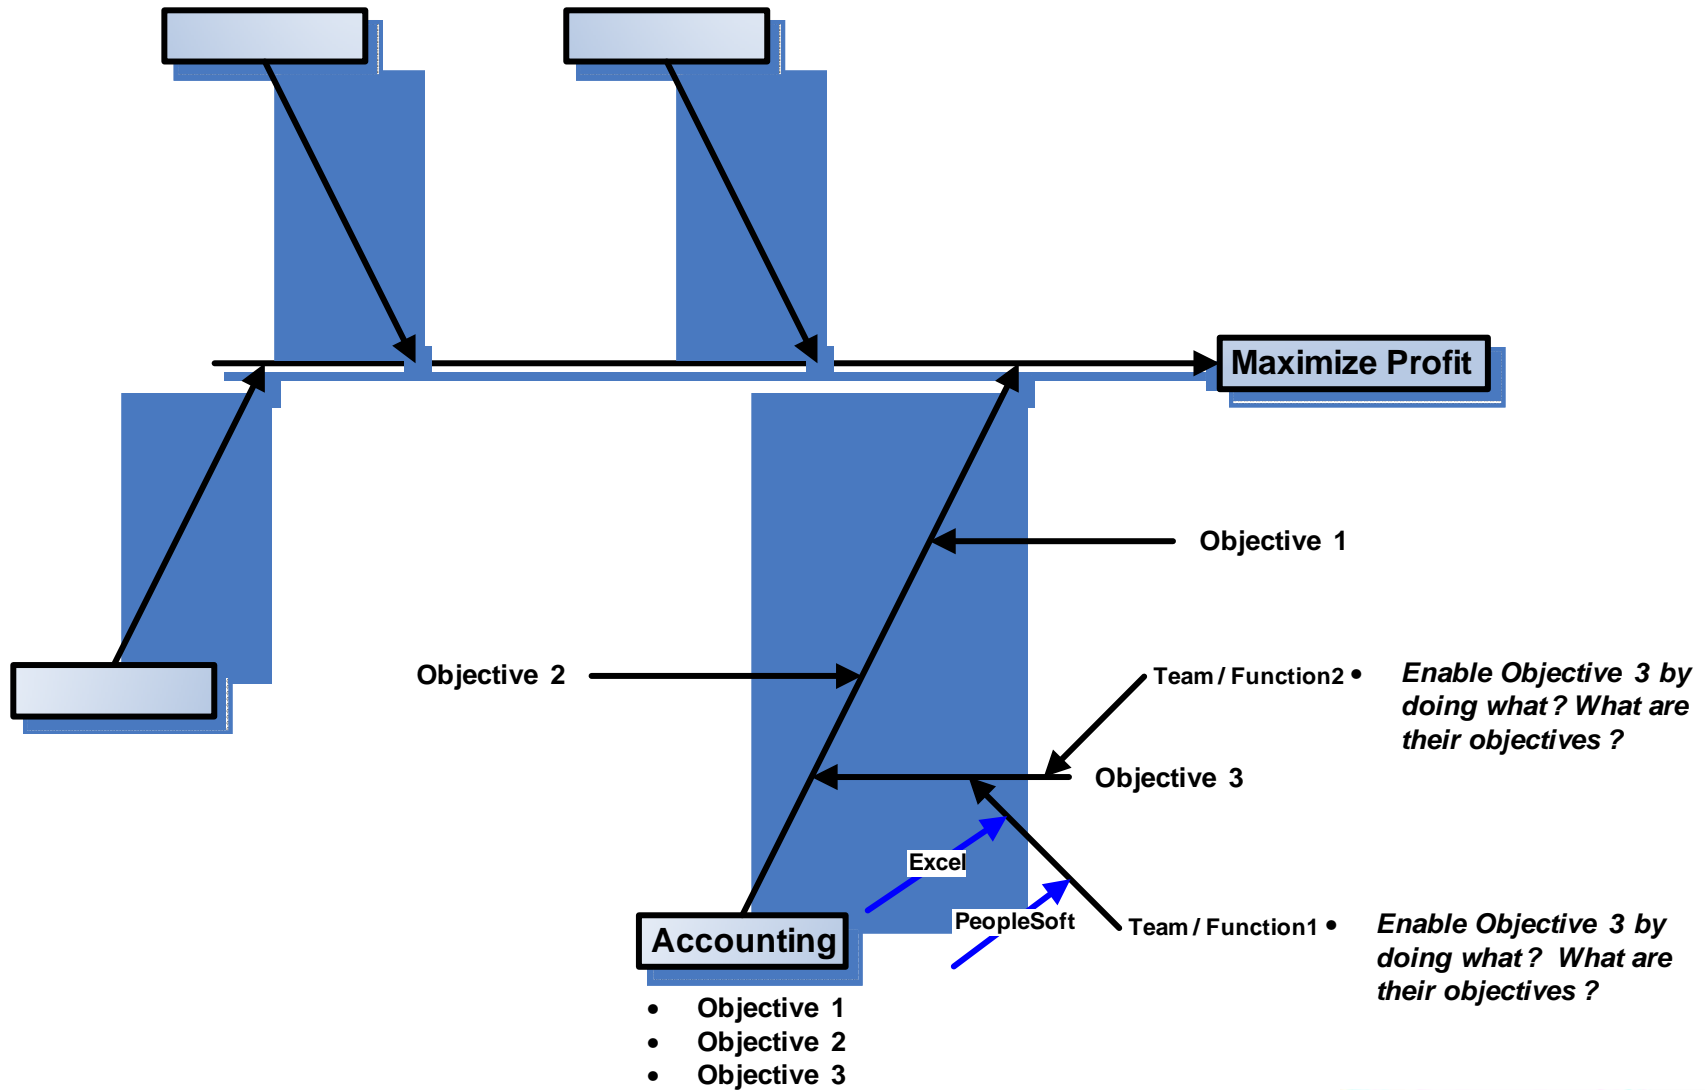 Maximize Profit
Objective 1
Objective 2
Team / Function2 •
Enable Objective 3 by
doing what? What are
their objectives ?
Objective 3
Excel
PeopleSoft
Team / Function1 •
Enable Objective 3 by
doing what? What are
their objectives ?
Accounting
• Objective 1
• Objective 2
• Objective 3